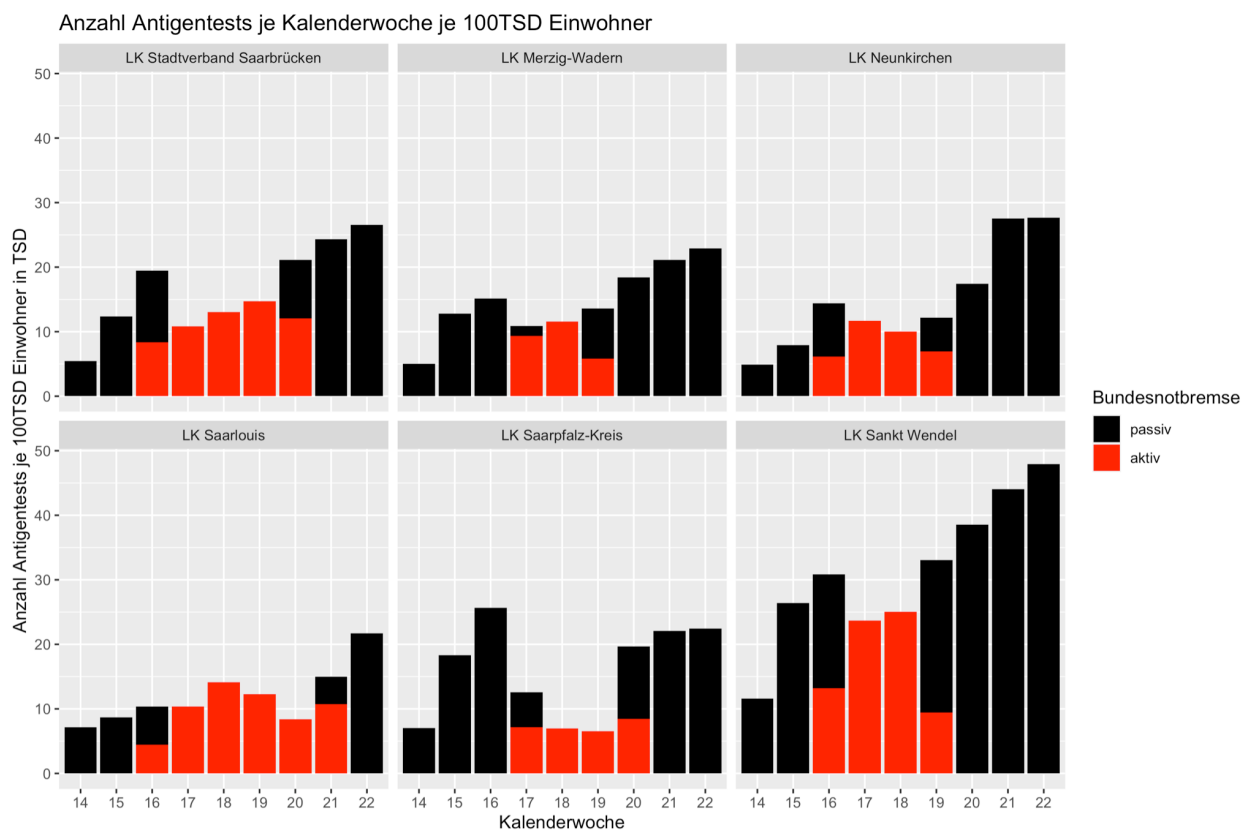 Anzahl Antigentests je Kalenderwoche je 100TSD Einwohner
LK Stadtverband Saarbrücken
LK Merzig-Wadern
LK Neunkirchen
50
40
30
20
10
0
LK Saarlouis
LK Saarpfalz-Kreis
LK Sankt Wendel
50
40
30
20
10
0
14 15 16 17 18 19 20 21 22
14 15 16 17 18 19 20 21 22
14 15 16 17 18 19 20 21 22
Kalenderwoche
Anzahl Antigentests je 100TSD Einwohner in TSD
Bundesnotbremse
passiv
aktiv